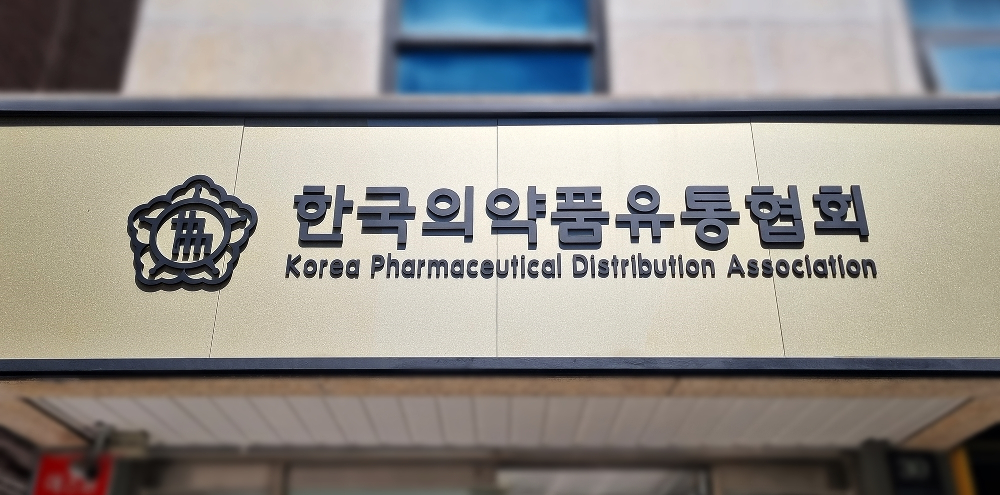 한국의약품유통협회
Korea Pharmaceutical Distribution Association